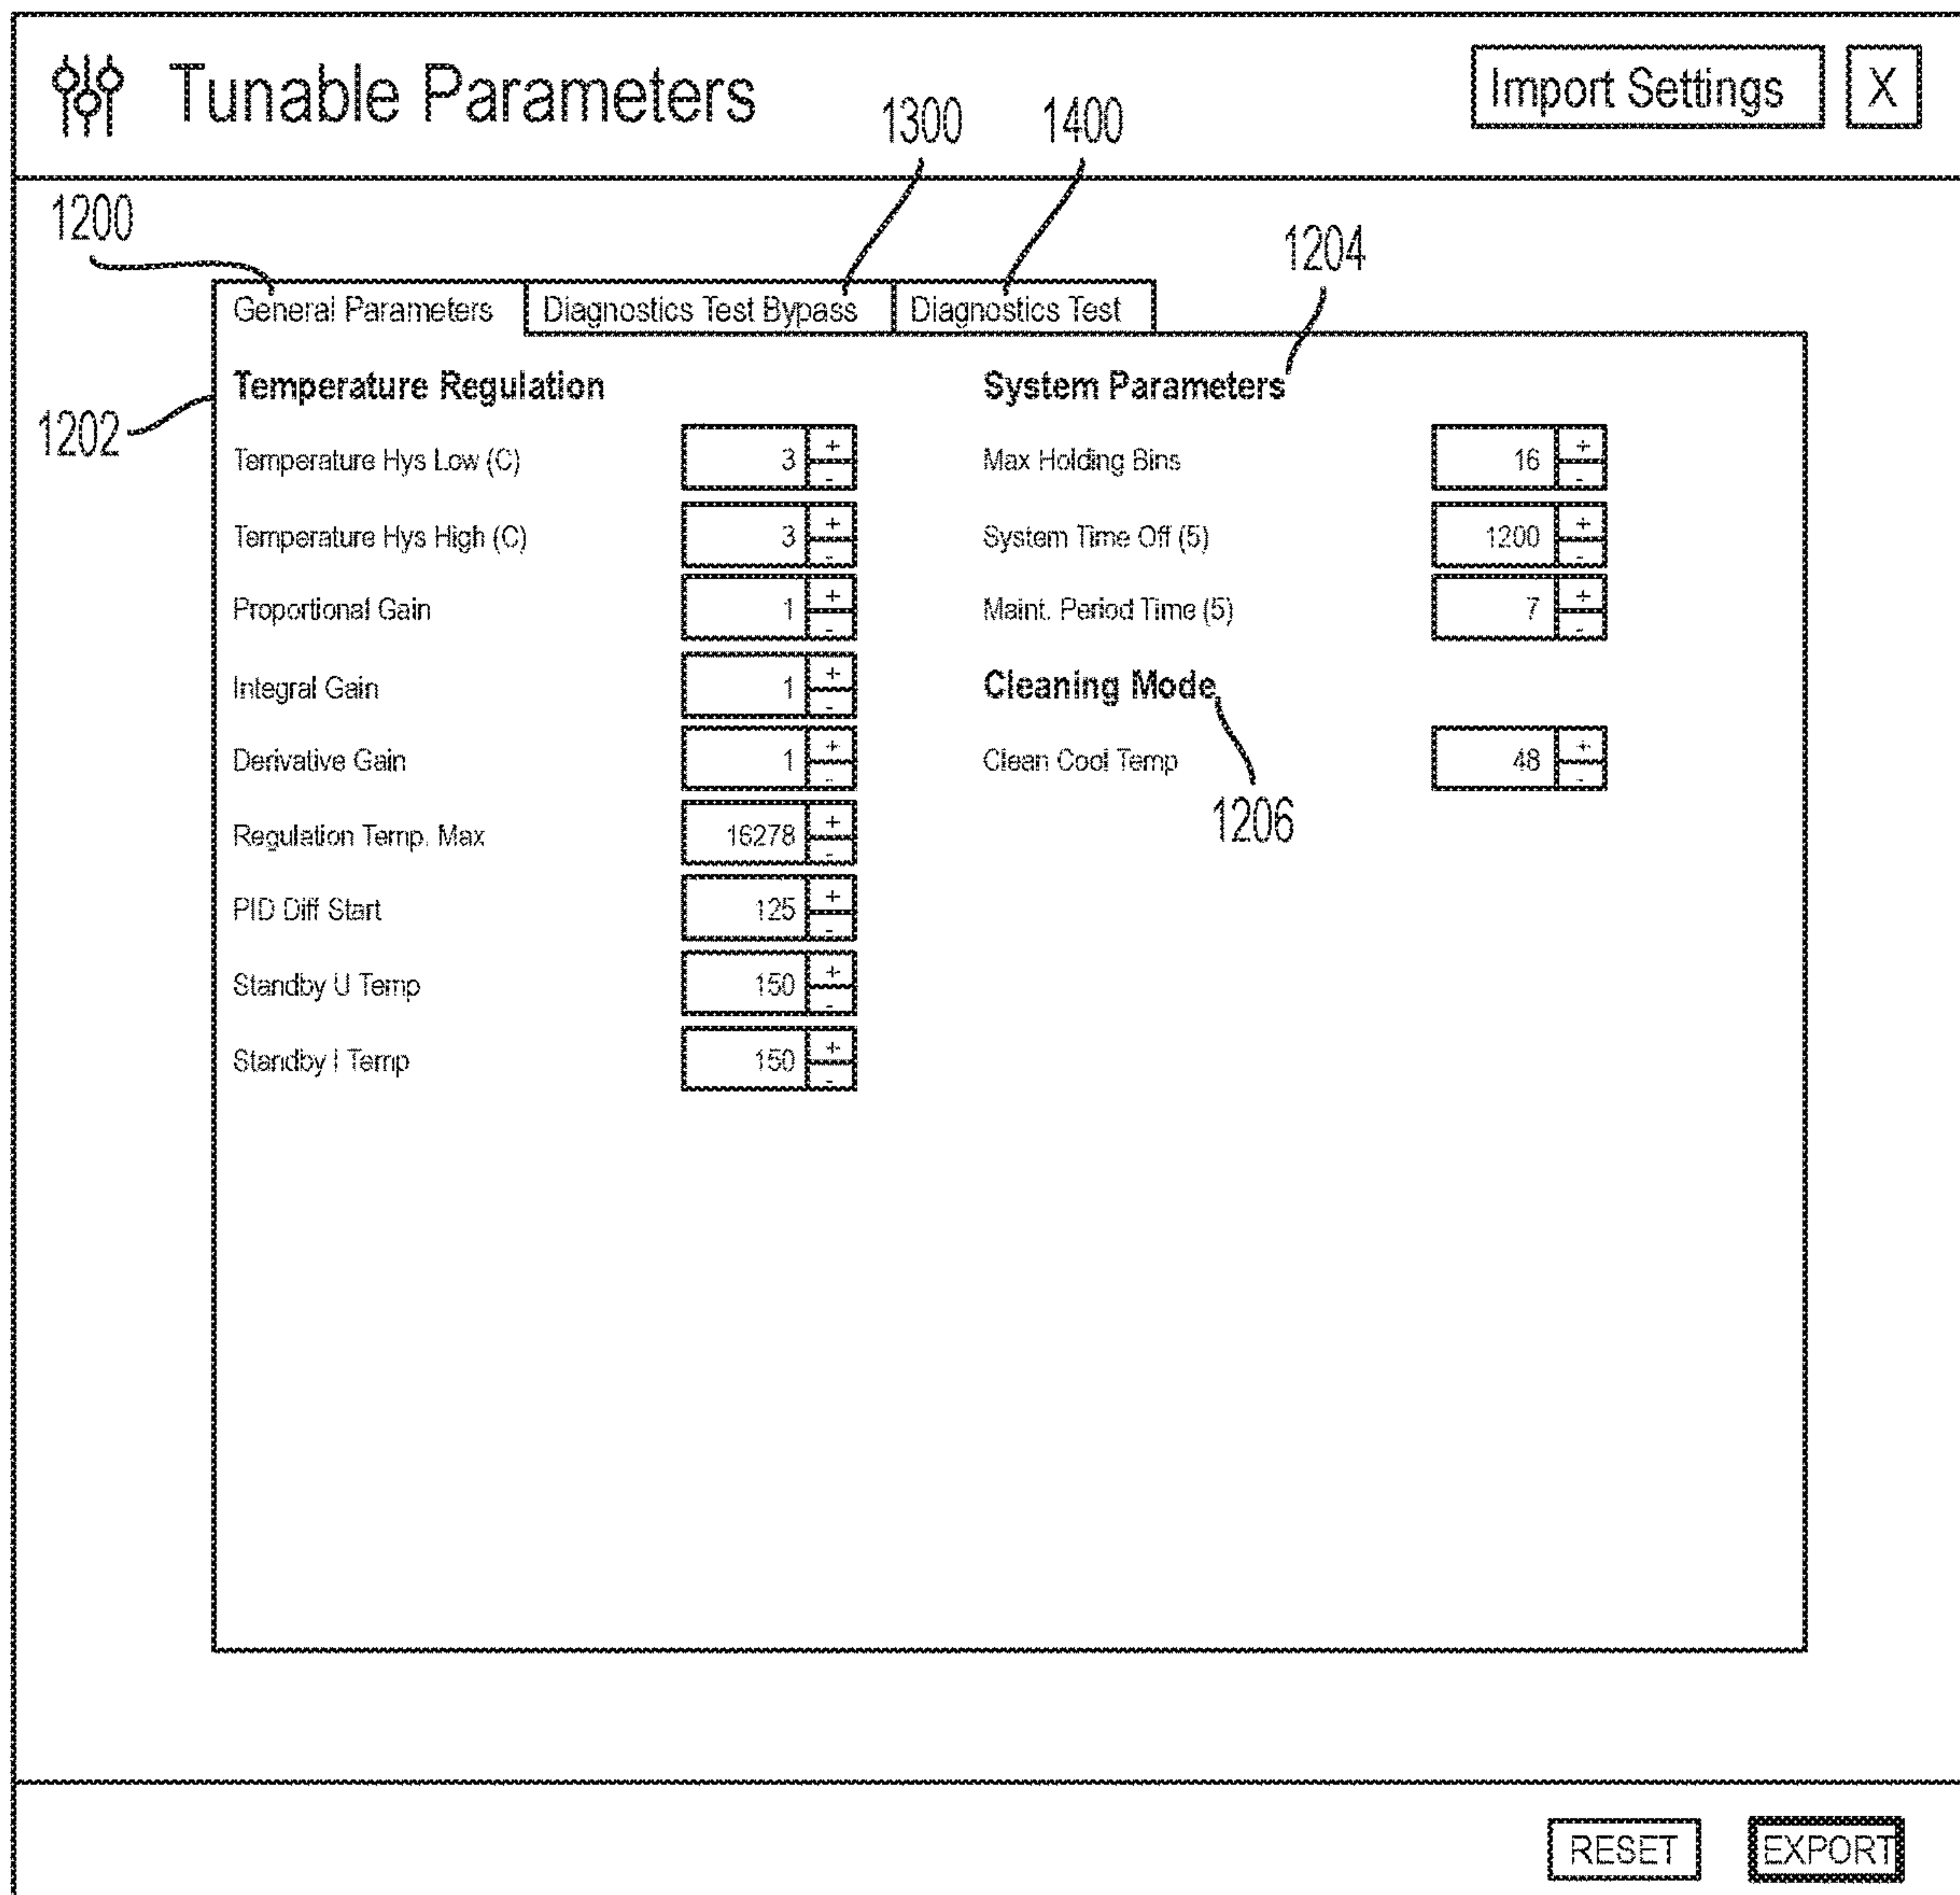 Tunable Parameters
Import Settings
X
1300
1400
1200
1204
General Parameters
Diagnostics Test Bypass
Diagnostics Test
1202
Temperature Regulation
Temperature Hys Low (C) 3 + -
Temperature Hys High (C) 3 + -
Proportional Gain 1 + -
Integral Gain 1 + -
Derivative Gain 1 + -
Regulation Temp. Max 16278 + -
PID Diff Start 125 + -
Standby U Temp 150 + -
Standby I Temp 150 + -
System Parameters
Max Holding Bins 16 + -
System Time Off (5) 1200 + -
Maint. Period Time (5) 7 + -
Cleaning Mode
Clean Cool Temp 48 + -
1206
RESET
EXPORT